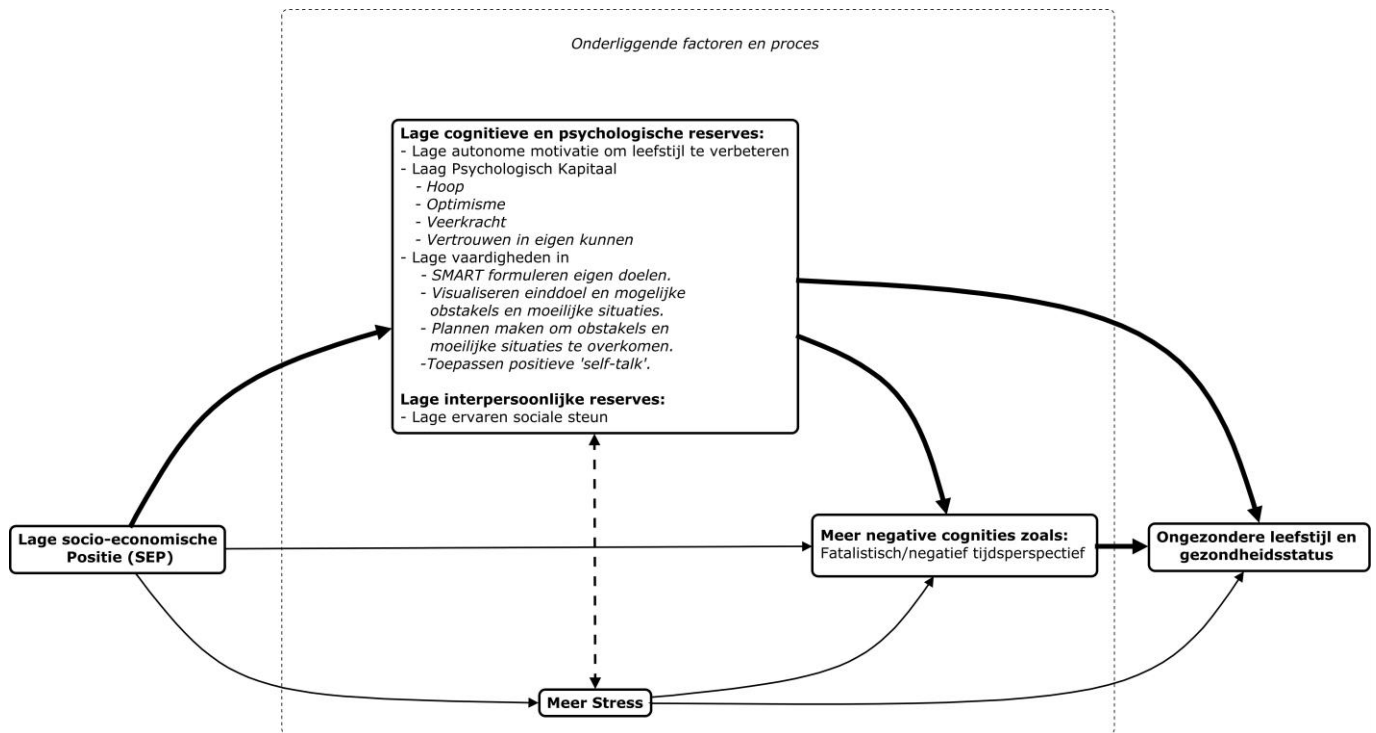 Onderliggende factoren en proces
Lage cognitieve en psychologische reserves:
- Lage autonome motivatie om leefstijl te verbeteren
- Laag Psychologisch Kapitaal
- Hoop
- Optimisme
- Veerkracht
- Vertrouwen in eigen kunnen
- Lage vaardigheden in
- SMART formuleren eigen doelen.
- Visualiseren einddoel en mogelijke
obstakels en moeilijke situaties.
- Plannen maken om obstakels en
moeilijke situaties te overkomen.
-Toepassen positieve 'self-talk'.
Lage interpersoonlijke reserves:
- Lage ervaren sociale steun
Lage socio-economische
Positie (SEP)
Meer negative cognities zoals:
Fatalistisch/negatief tijdsperspectief
Ongezondere leefstijl en
gezondheidsstatus
Meer Stress